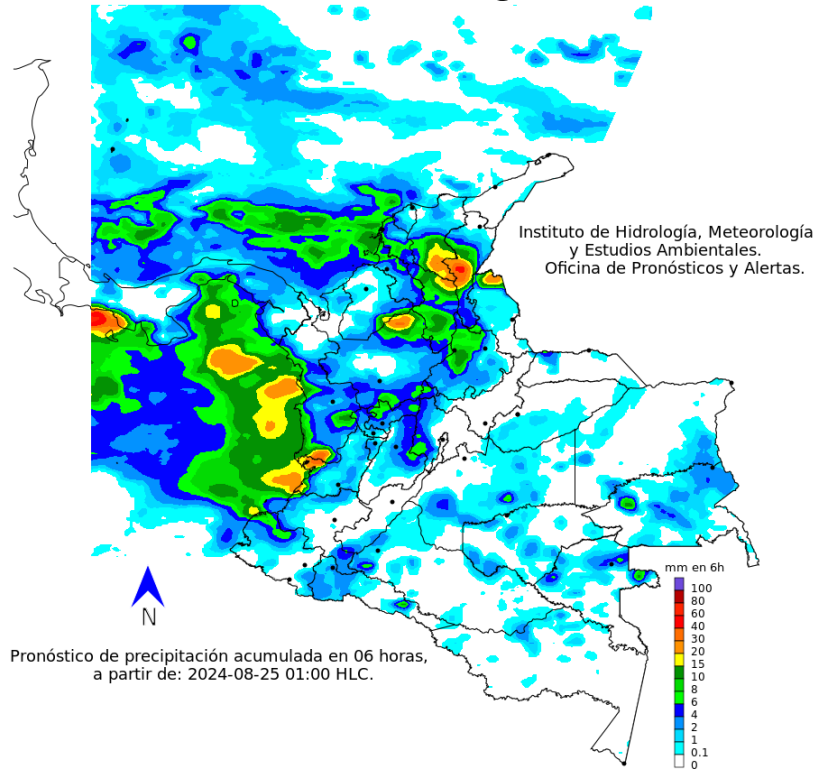 Instituto de Hidrología, Meteorología
y Estudios Ambientales.
Oficina de Pronósticos y Alertas.
mm en 6h
100
80
60
40
30
20
15
10
8
6
4
2
1
0.1
0
N
Pronóstico de precipitación acumulada en 06 horas,
a partir de: 2024-08-25 01:00 HLC.